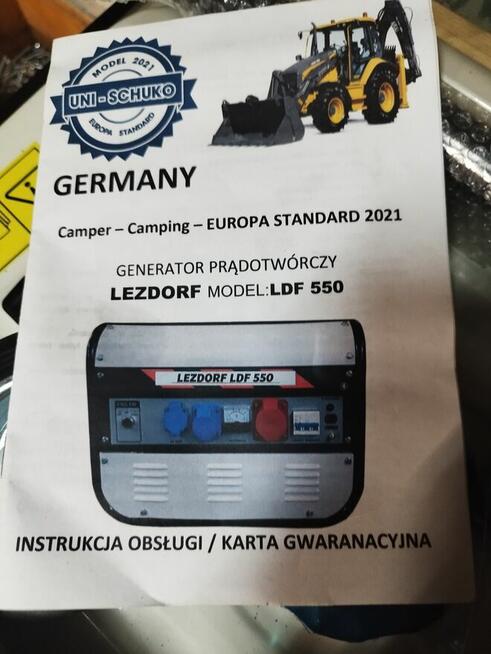 MODEL 2021
UNI-SCHUKO
EUROPA STANDARD
GERMANY
Camper – Camping – EUROPA STANDARD 2021
GENERATOR PRĄDOTWÓRCZY
LEZDORF MODEL:LDF 550
LEZDORF LDF 550
INSTRUKCJA OBSŁUGI / KARTA GWARANACYJNA